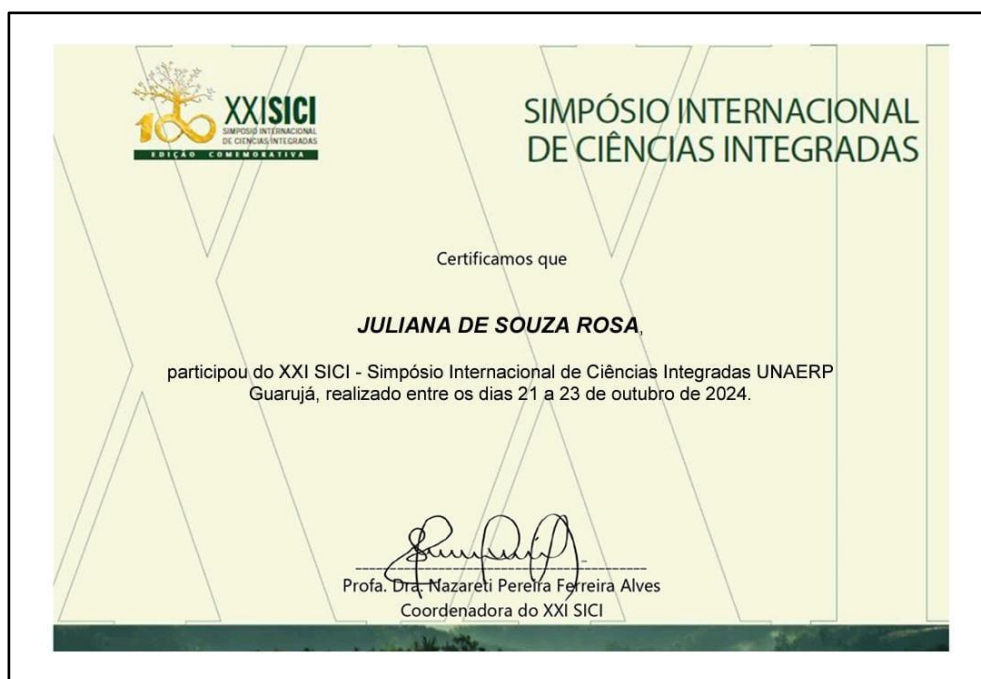 100
XXISICI
SIMPÓSIO INTERNACIONAL
DE CIÊNCIAS INTEGRADAS
EDIÇÃO COMEMORATIVA
SIMPÓSIO INTERNACIONAL
DE CIÊNCIAS INTEGRADAS
Certificamos que
JULIANA DE SOUZA ROSA,
participou do XXI SICI - Simpósio Internacional de Ciências Integradas UNAERP
Guarujá, realizado entre os dias 21 a 23 de outubro de 2024.
Profa. Dra. Nazareti Pereira Ferreira Alves
Coordenadora do XXI SICI